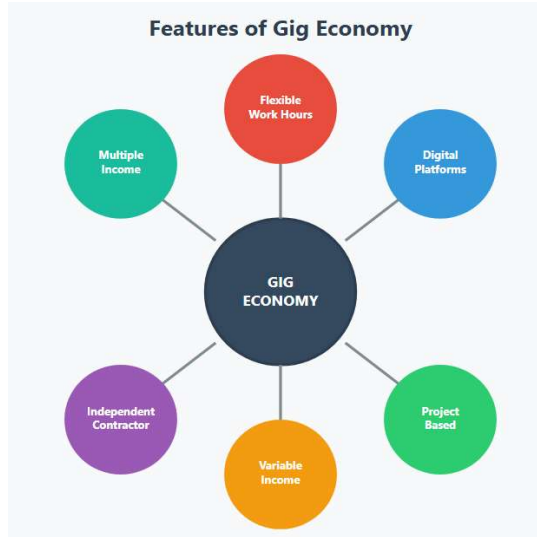 Features of Gig Economy
Flexible
Work Hours
Multiple
Income
Digital
Platforms
GIG
ECONOMY
Independent
Contractor
Project
Based
Variable
Income